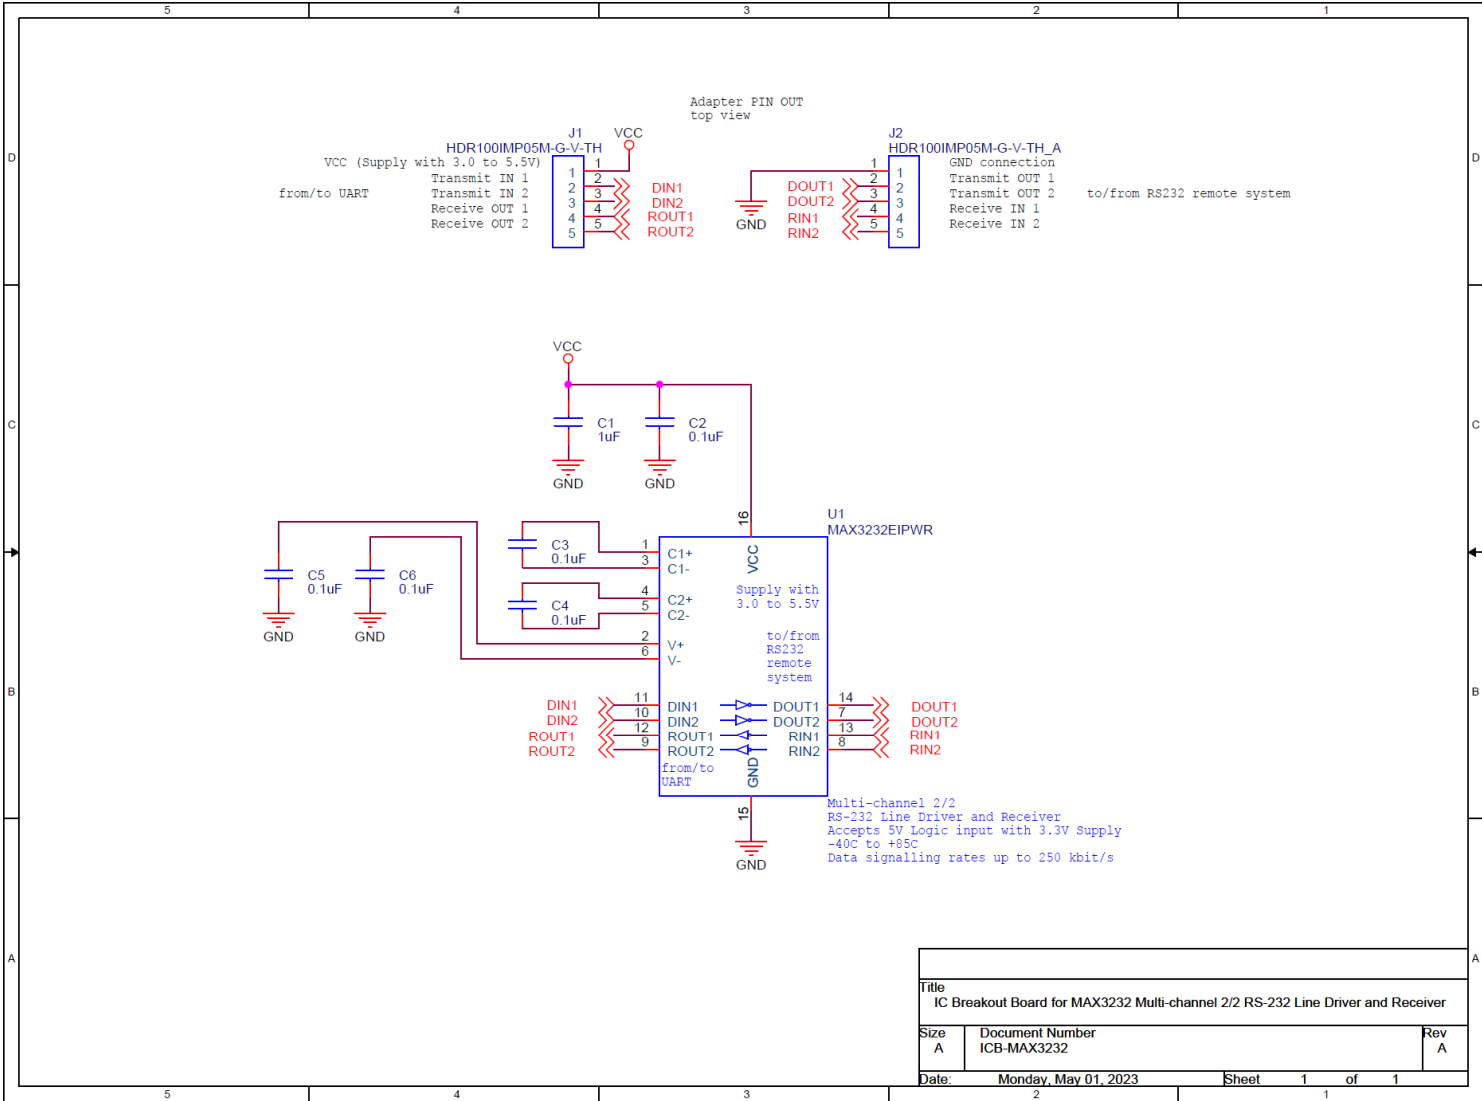 5 4 3 2 1
Adapter PIN OUT
top view
J1
VCC
HDR100IMP05M-G-V-TH
VCC (Supply with 3.0 to 5.5V)
Transmit IN 1
from/to UART
Transmit IN 2
Receive OUT 1
Receive OUT 2
1
2
3
4
5
1
2
3
4
5
DIN1
DIN2
ROUT1
ROUT2
J2
HDR100IMP05M-G-V-TH_A
GND
DOUT1
DOUT2
RIN1
RIN2
1
2
3
4
5
1
2
3
4
5
GND connection
Transmit OUT 1
Transmit OUT 2
to/from RS232 remote system
Receive IN 1
Receive IN 2
D
D
VCC
C1
1uF
C2
0.1uF
GND
GND
C
C
U1
MAX3232EIPWR
16
VCC
C3
0.1uF
C4
0.1uF
C5
0.1uF
C6
0.1uF
GND
GND
1
3
4
5
2
6
C1+
C1-
C2+
C2-
V+
V-
Supply with
3.0 to 5.5V
to/from
RS232
remote
system
B
B
DIN1
DIN2
ROUT1
ROUT2
11
10
12
9
DIN1
DIN2
ROUT1
ROUT2
DOUT1
DOUT2
RIN1
RIN2
14
7
13
8
DOUT1
DOUT2
RIN1
RIN2
from/to
UART
GND
15
GND
Multi-channel 2/2
RS-232 Line Driver and Receiver
Accepts 5V Logic input with 3.3V Supply
-40C to +85C
Data signalling rates up to 250 kbit/s
A
A
Title
IC Breakout Board for MAX3232 Multi-channel 2/2 RS-232 Line Driver and Receiver
Size
A
Document Number
ICB-MAX3232
Rev
A
Date: Monday, May 01, 2023 Sheet 1 of 1
5 4 3 2 1